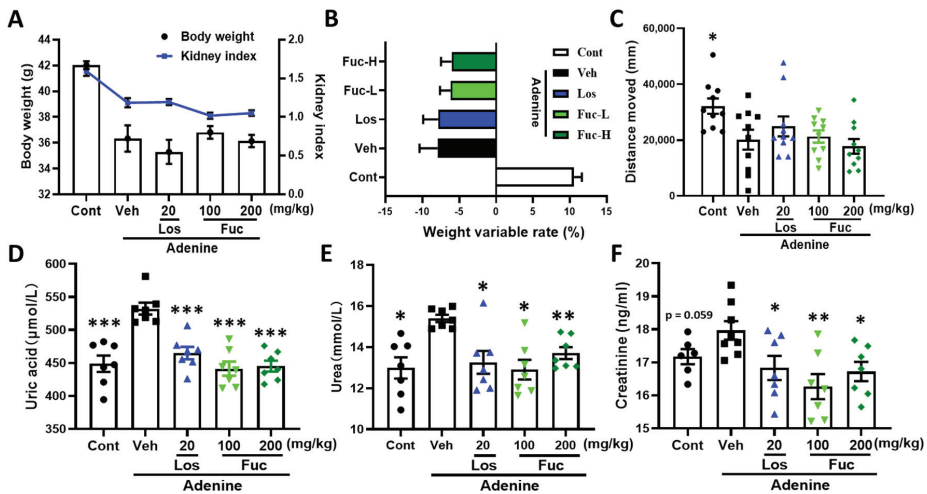 A
Body weight
Kidney index
Body weight (g)
44
42
40
38
36
34
32
2.0
1.5
1.0
0.5
0.0
Kidney index
Cont Veh 20 100 200 (mg/kg)
Los Fuc
Adenine
B
Fuc-H
Fuc-L
Los
Veh
Cont
-15 -10 -5 0 5 10 15
Weight variable rate (%)
Cont
Veh
Los
Fuc-L
Fuc-H
Adenine
C
Distance moved (mm)
60,000
40,000
20,000
0
*
Cont Veh 20 100 200 (mg/kg)
Los Fuc
Adenine
D
Uric acid (μmol/L)
600
550
500
450
400
350
*** *** *** ***
Cont Veh 20 100 200 (mg/kg)
Los Fuc
Adenine
E
Urea (mmol/L)
16
14
12
10
* * * **
Cont Veh 20 100 200 (mg/kg)
Los Fuc
Adenine
F
Creatinine (ng/ml)
20
19
18
17
16
15
p = 0.059 * ** *
Cont Veh 20 100 200 (mg/kg)
Los Fuc
Adenine